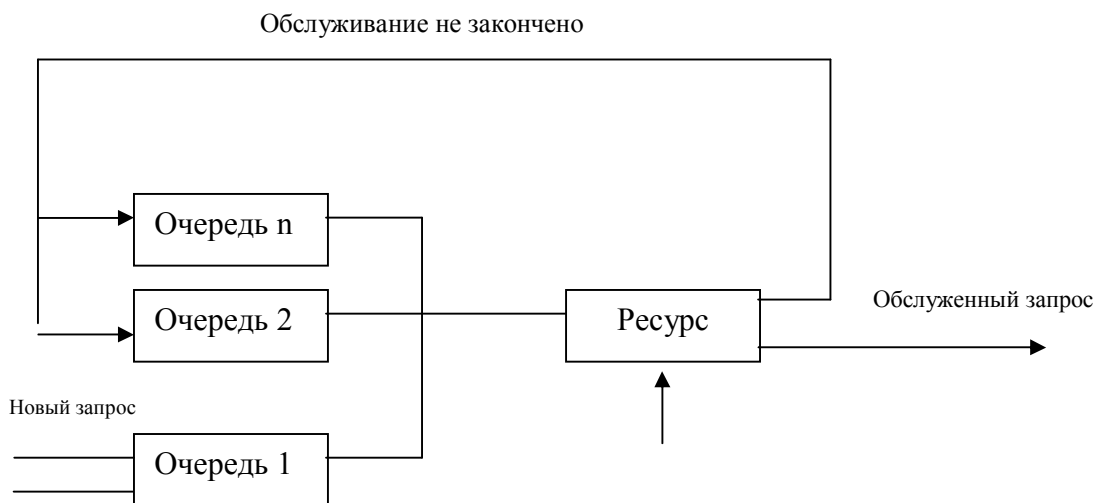 Обслуживание не закончено
Очередь n
Очередь 2
Ресурс
Обслуженный запрос
Новый запрос
Очередь 1